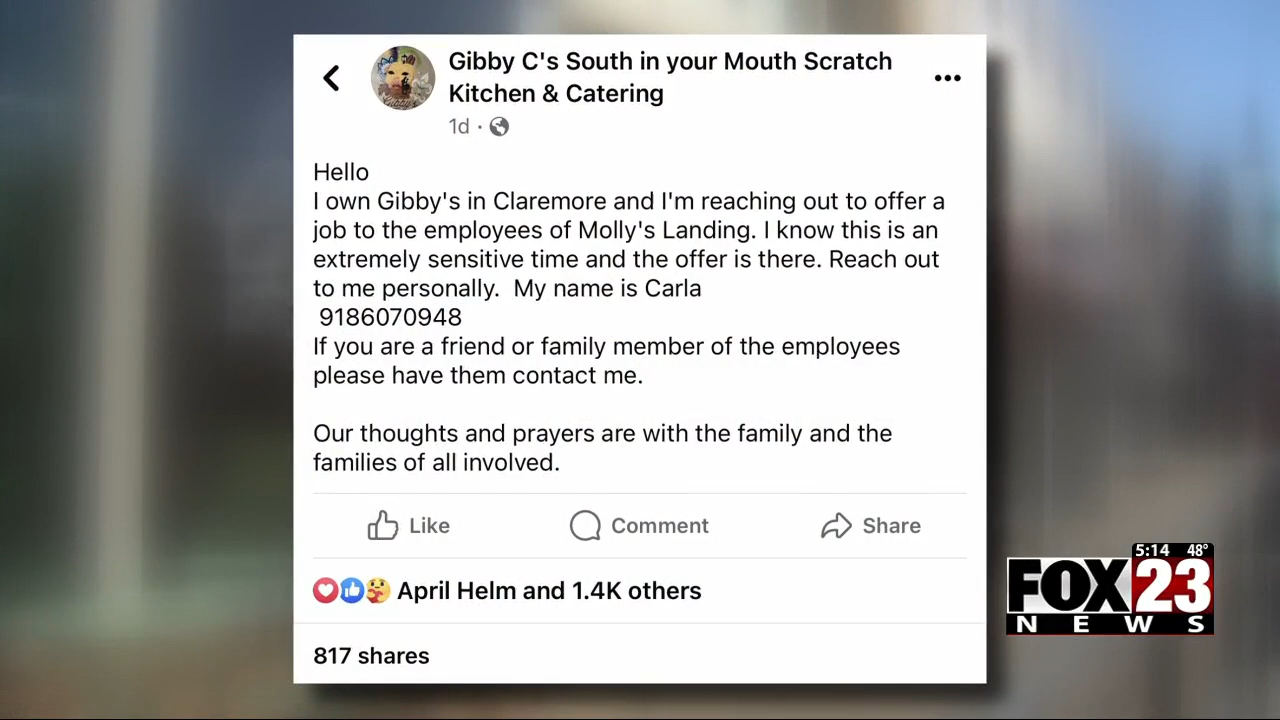 Gibby C's South in your Mouth Scratch
Kitchen & Catering
1d ·
Hello
I own Gibby's in Claremore and I'm reaching out to offer a
job to the employees of Molly's Landing. I know this is an
extremely sensitive time and the offer is there. Reach out
to me personally.  My name is Carla
9186070948
If you are a friend or family member of the employees
please have them contact me.
Our thoughts and prayers are with the family and the
families of all involved.
Like Comment Share
April Helm and 1.4K others
817 shares
5:14 48°
FOX 23
NEWS